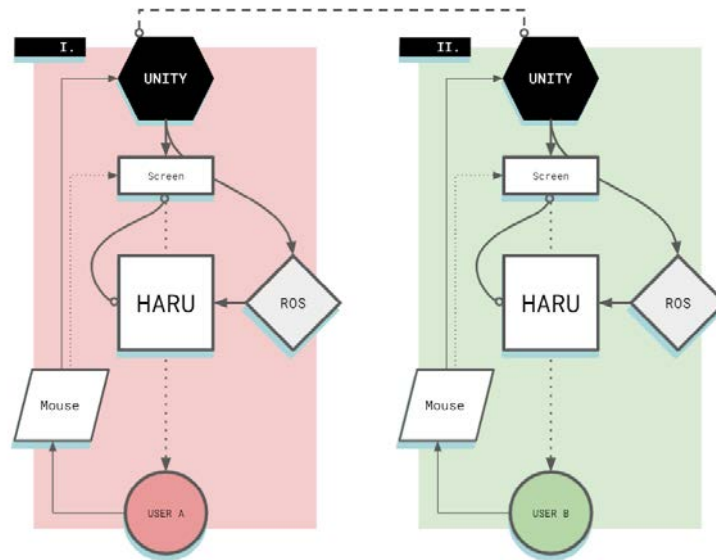 I.
UNITY
Screen
HARU
ROS
Mouse
USER A
II.
UNITY
Screen
HARU
ROS
Mouse
USER B